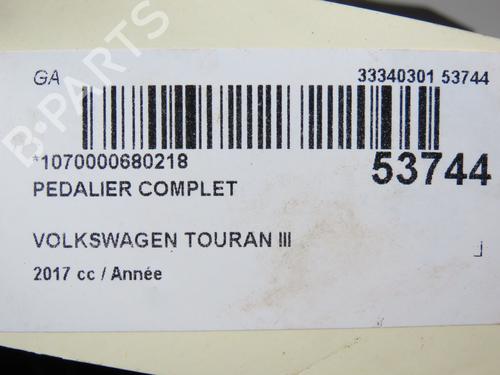 GA 33340301 53744
*1070000680218 53744
PEDALIER COMPLET
VOLKSWAGEN TOURAN III
2017 cc / Année
B-PARTS